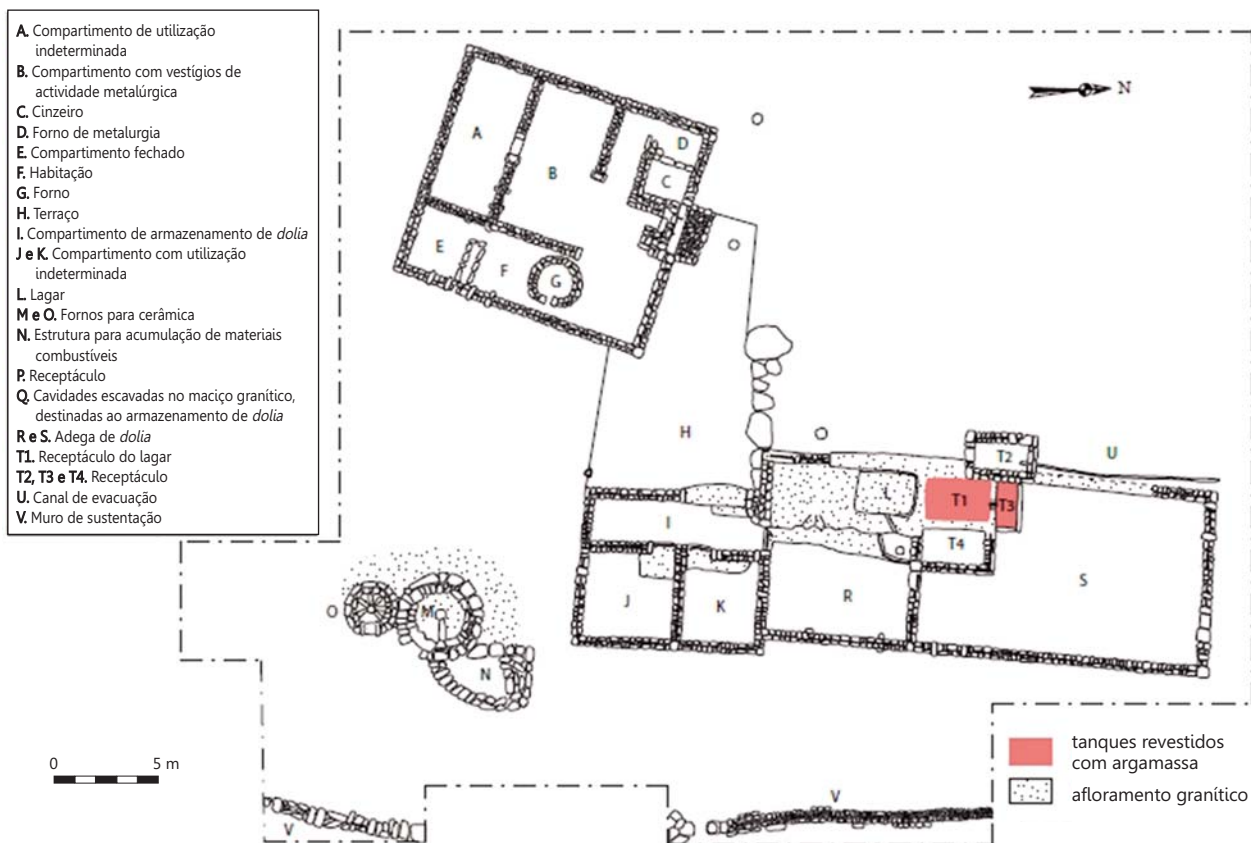 A. Compartimento de utilização
indeterminada
B. Compartimento com vestígios de
actividade metalúrgica
C. Cinzeiro
D. Forno de metalurgia
E. Compartimento fechado
F. Habitação
G. Forno
H. Terraço
I. Compartimento de armazenamento de dolia
J e K. Compartimento com utilização
indeterminada
L. Lagar
M e O. Fornos para cerâmica
N. Estrutura para acumulação de materiais
combustíveis
P. Receptáculo
Q. Cavidades escavadas no maciço granítico,
destinadas ao armazenamento de dolia
R e S. Adega de dolia
T1. Receptáculo do lagar
T2, T3 e T4. Receptáculo
U. Canal de evacuação
V. Muro de sustentação
N
A
B
D
C
E
F
G
H
T2
U
L
T1
T3
I
T4
S
J
K
R
O
M
N
0 5 m
V
V
tanques revestidos
com argamassa
afloramento granítico